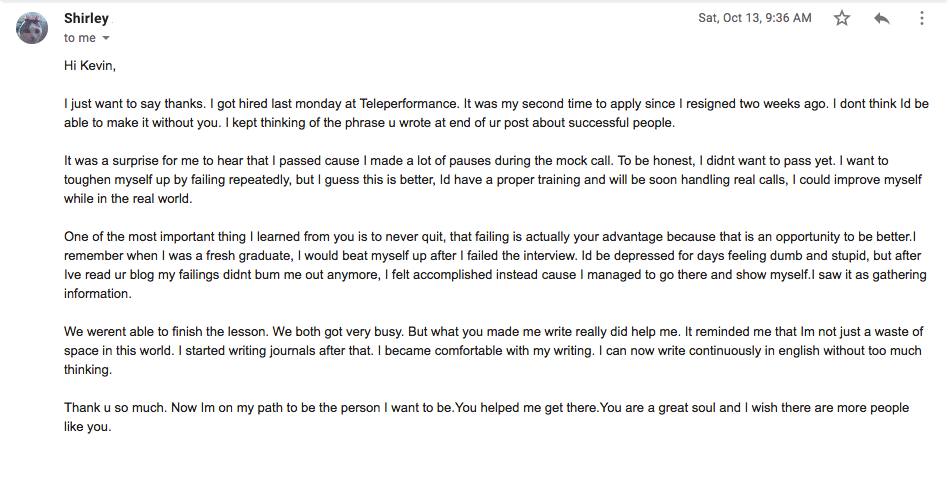 Shirley
Sat, Oct 13, 9:36 AM
to me
Hi Kevin,
I just want to say thanks. I got hired last monday at Teleperformance. It was my second time to apply since I resigned two weeks ago. I dont think Id be
able to make it without you. I kept thinking of the phrase u wrote at end of ur post about successful people.
It was a surprise for me to hear that I passed cause I made a lot of pauses during the mock call. To be honest, I didnt want to pass yet. I want to
toughen myself up by failing repeatedly, but I guess this is better, Id have a proper training and will be soon handling real calls, I could improve myself
while in the real world.
One of the most important thing I learned from you is to never quit, that failing is actually your advantage because that is an opportunity to be better.I
remember when I was a fresh graduate, I would beat myself up after I failed the interview. Id be depressed for days feeling dumb and stupid, but after
Ive read ur blog my failings didnt bum me out anymore, I felt accomplished instead cause I managed to go there and show myself.I saw it as gathering
information.
We werent able to finish the lesson. We both got very busy. But what you made me write really did help me. It reminded me that Im not just a waste of
space in this world. I started writing journals after that. I became comfortable with my writing. I can now write continuously in english without too much
thinking.
Thank u so much. Now Im on my path to be the person I want to be.You helped me get there.You are a great soul and I wish there are more people
like you.